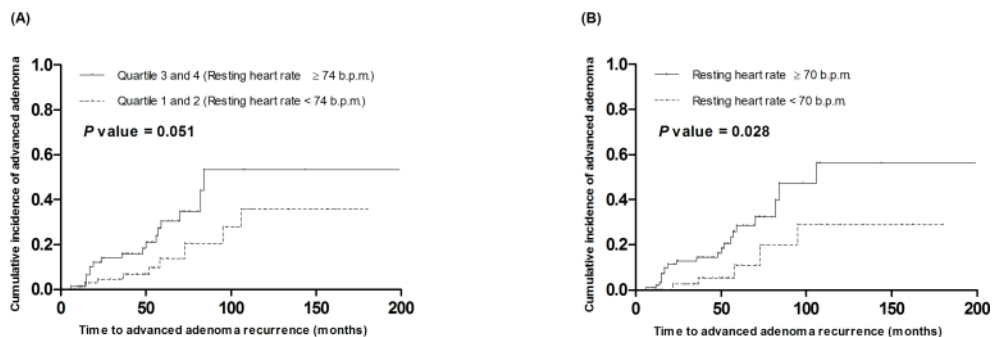 (A)
Cumulative incidence of advanced adenoma
1.0
0.8
0.6
0.4
0.2
0.0
Quartile 3 and 4 (Resting heart rate ≥ 74 b.p.m.)
Quartile 1 and 2 (Resting heart rate < 74 b.p.m.)
P value = 0.051
0 50 100 150 200
Time to advanced adenoma recurrence (months)
(B)
Cumulative incidence of advanced adenoma
1.0
0.8
0.6
0.4
0.2
0.0
Resting heart rate ≥ 70 b.p.m.
Resting heart rate < 70 b.p.m.
P value = 0.028
0 50 100 150 200
Time to advanced adenoma recurrence (months)